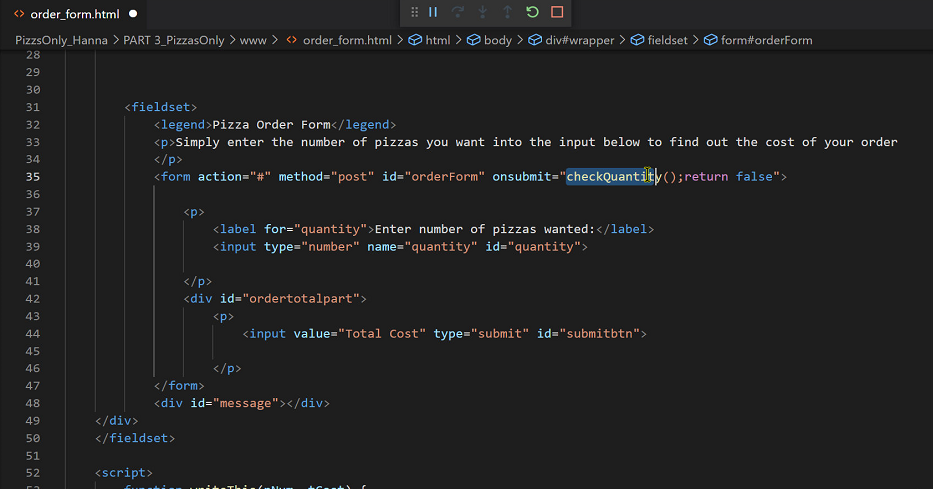 order_form.html
PizzsOnly_Hanna > PART 3_PizzasOnly > www > order_form.html > html > body > div#wrapper > fieldset > form#orderForm
28
29
30
31 <fieldset>
32 <legend>Pizza Order Form</legend>
33 <p>Simply enter the number of pizzas you want into the input below to find out the cost of your order
34 </p>
35 <form action="#" method="post" id="orderForm" onsubmit="checkQuantity();return false">
36
37 <p>
38 <label for="quantity">Enter number of pizzas wanted:</label>
39 <input type="number" name="quantity" id="quantity">
40
41 </p>
42 <div id="ordertotalpart">
43 <p>
44 <input value="Total Cost" type="submit" id="submitbtn">
45
46 </p>
47 </form>
48 <div id="message"></div>
49 </div>
50 </fieldset>
51
52 <script>